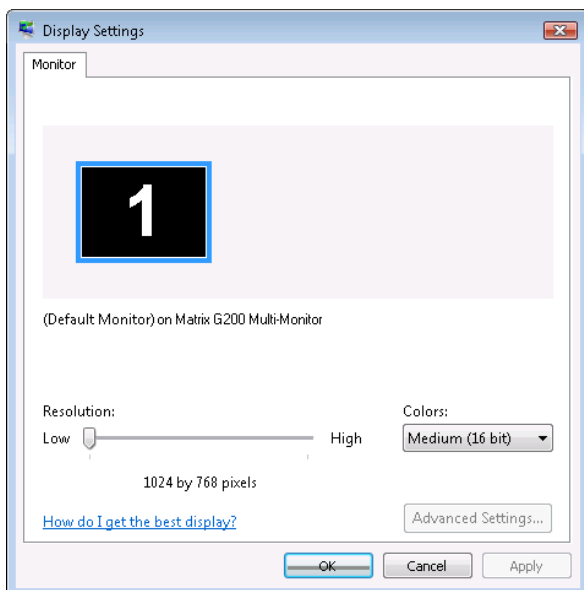 Display Settings
Monitor
1
(Default Monitor) on Matrix G200 Multi-Monitor
Resolution:
Colors:
Low High Medium (16 bit)
1024 by 768 pixels
How do I get the best display? Advanced Settings...
OK Cancel Apply